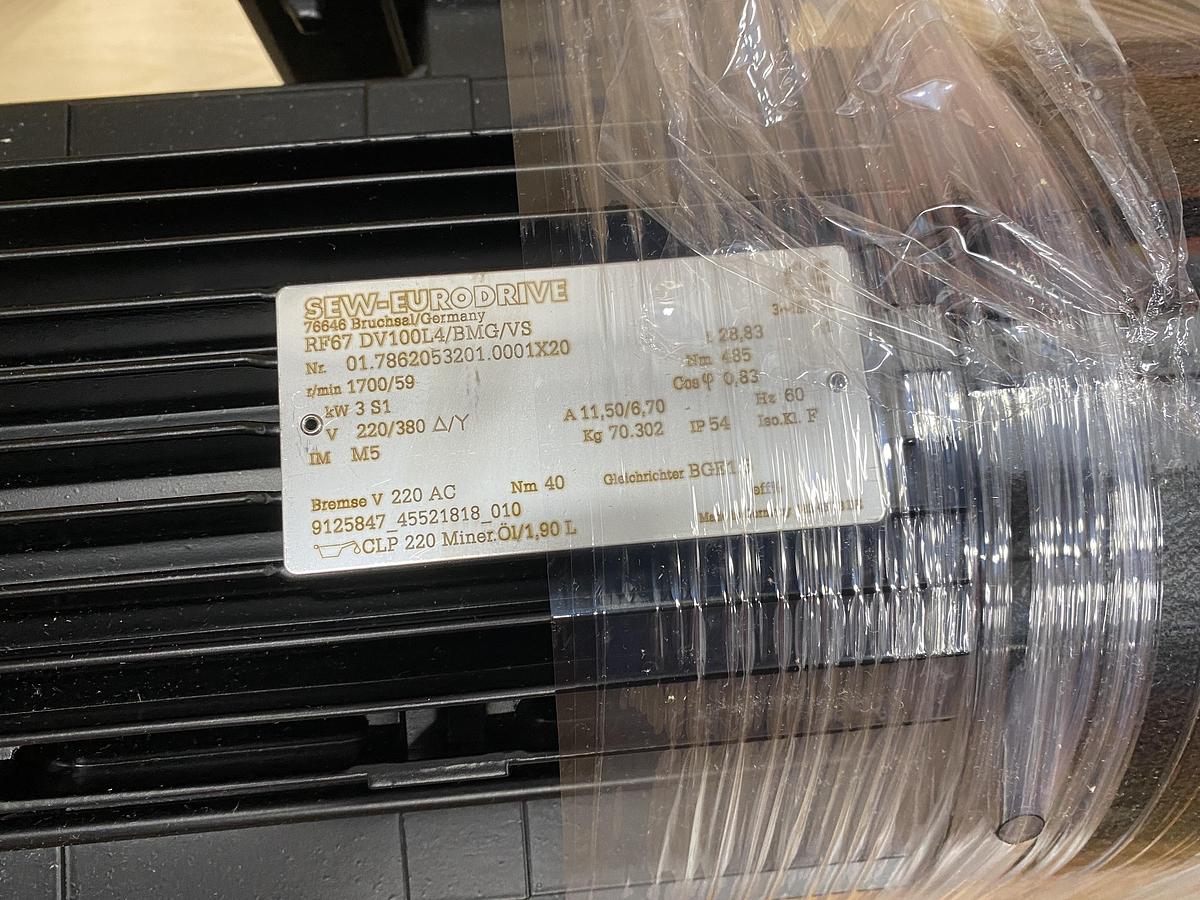 SEW-EURODRIVE
76646 Bruchsal/Germany
RF67 DV100L4/BMG/VS
Nr. 01.7862053201.0001X20
i 28,83
r/min 1700/59
Nm 485
kW 3 S1
Cos φ 0,83
V 220/380 Δ/Y
A 11,50/6,70
Hz 60
IM M5
Kg 70.302
IP 54
Iso.Kl. F
Bremse V 220 AC
Nm 40
Gleichrichter
9125847_45521818_010
CLP 220 Miner.Öl/1,90 L